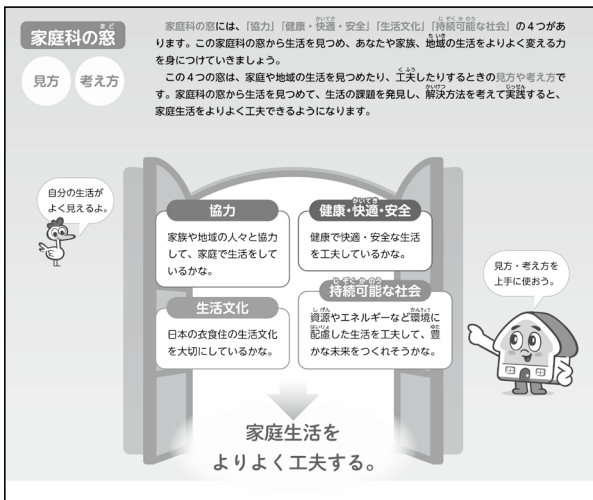 家庭科の窓
見方
考え方
家庭科の窓には、「協力」「健康・快適・安全」「生活文化」「持続可能な社会」の4つがあ
ります。この家庭科の窓から生活を見つめ、あなたや家族、地域の生活をよりよく変える力
を身につけていきましょう。
この4つの窓は、家庭や地域の生活を見つめたり、工夫したりするときの見方や考え方で
す。家庭科の窓から生活を見つめて、生活の課題を発見し、解決方法を考えて実践すると、
家庭生活をよりよく工夫できるようになります。
自分の生活が
よく見えるよ。
協力
家族や地域の人々と協力
して、家庭で生活をして
いるかな。
健康・快適・安全
健康で快適・安全な生活
を工夫しているかな。
生活文化
日本の衣食住の生活文化
を大切にしているかな。
持続可能な社会
資源やエネルギーなど環境に
配慮した生活を工夫して、豊
かな未来をつくれそうかな。
見方・考え方を
上手に使おう。
家庭生活を
よりよく工夫する。